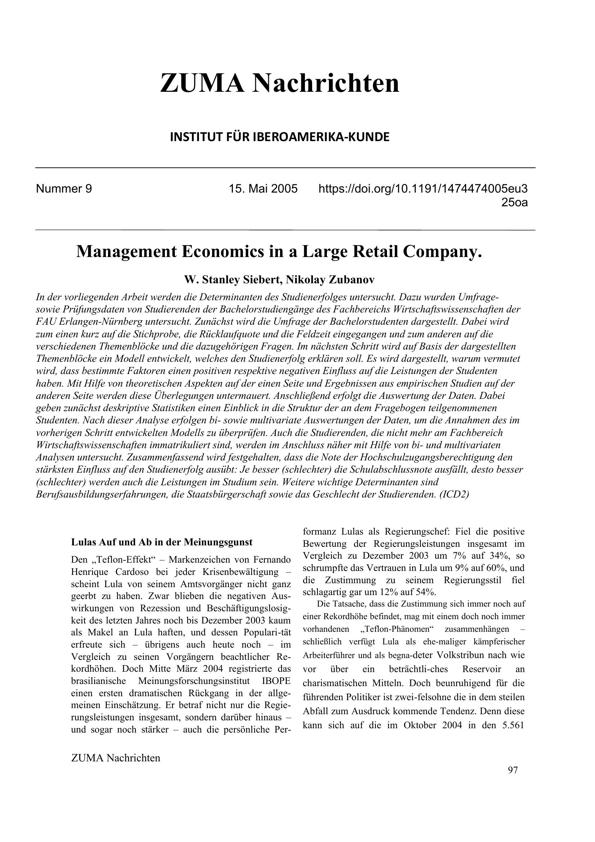 ZUMA Nachrichten
INSTITUT FÜR IBEROAMERIKA-KUNDE
Nummer 9 15. Mai 2005 https://doi.org/10.1191/1474474005eu3
25oa
Management Economics in a Large Retail Company.
W. Stanley Siebert, Nikolay Zubanov
In der vorliegenden Arbeit werden die Determinanten des Studienerfolges untersucht. Dazu wurden Umfrage-
sowie Prüfungsdaten von Studierenden der Bachelorstudiengänge des Fachbereichs Wirtschaftswissenschaften der
FAU Erlangen-Nürnberg untersucht. Zunächst wird die Umfrage der Bachelorstudenten dargestellt. Dabei wird
zum einen kurz auf die Stichprobe, die Rücklaufquote und die Feldzeit eingegangen und zum anderen auf die
verschiedenen Themenblöcke und die dazugehörigen Fragen. Im nächsten Schritt wird auf Basis der dargestellten
Themenblöcke ein Modell entwickelt, welches den Studienerfolg erklären soll. Es wird dargestellt, warum vermutet
wird, dass bestimmte Faktoren einen positiven respektive negativen Einfluss auf die Leistungen der Studenten
haben. Mit Hilfe von theoretischen Aspekten auf der einen Seite und Ergebnissen aus empirischen Studien auf der
anderen Seite werden diese Überlegungen untermauert. Anschließend erfolgt die Auswertung der Daten. Dabei
geben zunächst deskriptive Statistiken einen Einblick in die Struktur der an dem Fragebogen teilgenommenen
Studenten. Nach dieser Analyse erfolgen bi- sowie multivariate Auswertungen der Daten, um die Annahmen des im
vorherigen Schritt entwickelten Modells zu überprüfen. Auch die Studierenden, die nicht mehr am Fachbereich
Wirtschaftswissenschaften immatrikuliert sind, werden im Anschluss näher mit Hilfe von bi- und multivariaten
Analysen untersucht. Zusammenfassend wird festgehalten, dass die Note der Hochschulzugangsberechtigung den
stärksten Einfluss auf den Studienerfolg ausübt: Je besser (schlechter) die Schulabschlussnote ausfällt, desto besser
(schlechter) werden auch die Leistungen im Studium sein. Weitere wichtige Determinanten sind
Berufsausbildungserfahrungen, die Staatsbürgerschaft sowie das Geschlecht der Studierenden. (ICD2)
Lulas Auf und Ab in der Meinungsgunst
Den „Teflon-Effekt“ – Markenzeichen von Fernando
Henrique Cardoso bei jeder Krisenbewältigung –
scheint Lula von seinem Amtsvorgänger nicht ganz
geerbt zu haben. Zwar blieben die negativen Aus-
wirkungen von Rezession und Beschäftigungslosig-
keit des letzten Jahres noch bis Dezember 2003 kaum
als Makel an Lula haften, und dessen Populari-tät
erfreute sich – übrigens auch heute noch – im
Vergleich zu seinen Vorgängern beachtlicher Re-
kordhöhen. Doch Mitte März 2004 registrierte das
brasilianische Meinungsforschungsinstitut IBOPE
einen ersten dramatischen Rückgang in der allge-
meinen Einschätzung. Er betraf nicht nur die Regie-
rungsleistungen insgesamt, sondern darüber hinaus –
und sogar noch stärker – auch die persönliche Per-
formanz Lulas als Regierungschef: Fiel die positive
Bewertung der Regierungsleistungen insgesamt im
Vergleich zu Dezember 2003 um 7% auf 34%, so
schrumpfte das Vertrauen in Lula um 9% auf 60%, und
die Zustimmung zu seinem Regierungsstil fiel
schlagartig gar um 12% auf 54%.
Die Tatsache, dass die Zustimmung sich immer noch auf
einer Rekordhöhe befindet, mag mit einem doch noch immer
vorhandenen „Teflon-Phänomen“ zusammenhängen –
schließlich verfügt Lula als ehe-maliger kämpferischer
Arbeiterführer und als begna-deter Volkstribun nach wie
vor über ein beträchtli-ches Reservoir an
charismatischen Mitteln. Doch beunruhigend für die
führenden Politiker ist zwei-felsohne die in dem steilen
Abfall zum Ausdruck kommende Tendenz. Denn diese
kann sich auf die im Oktober 2004 in den 5.561
ZUMA Nachrichten
97